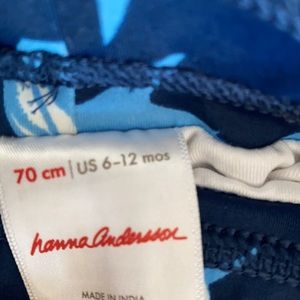 70 cm | US 6-12 mos
hanna andersson
MADE IN INDIA